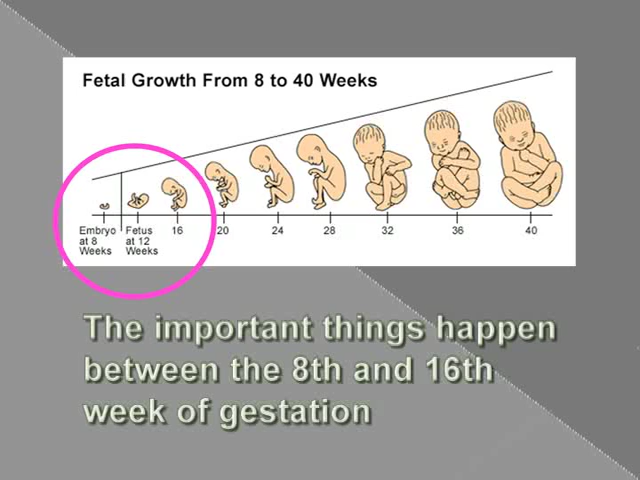 Fetal Growth From 8 to 40 Weeks
Embryo at 8 Weeks
Fetus at 12 Weeks
16
20
24
28
32
36
40
The important things happen
between the 8th and 16th
week of gestation